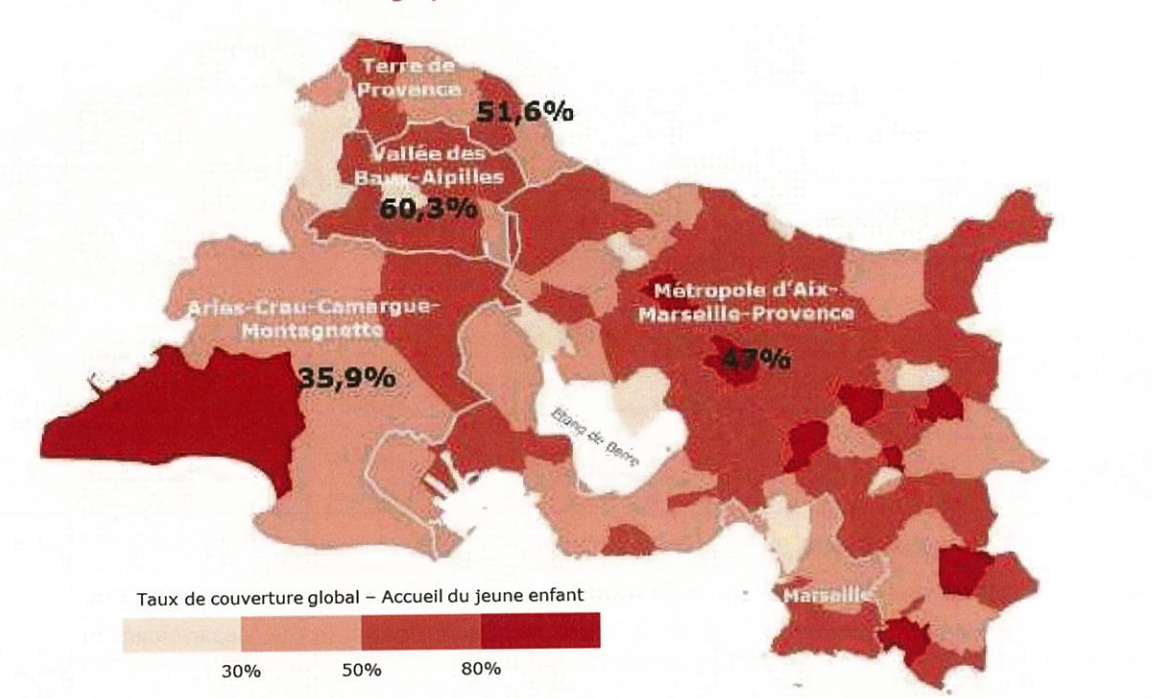 Terre de
Provence
51,6%
Vallée des
Baux-Alpilles
60,3%
Arles-Crau-Camargue-
Montagnette
35,9%
Métropole d'Aix-
Marseille-Provence
47%
Etang de Berre
Marseille
Taux de couverture global – Accueil du jeune enfant
30%
50%
80%